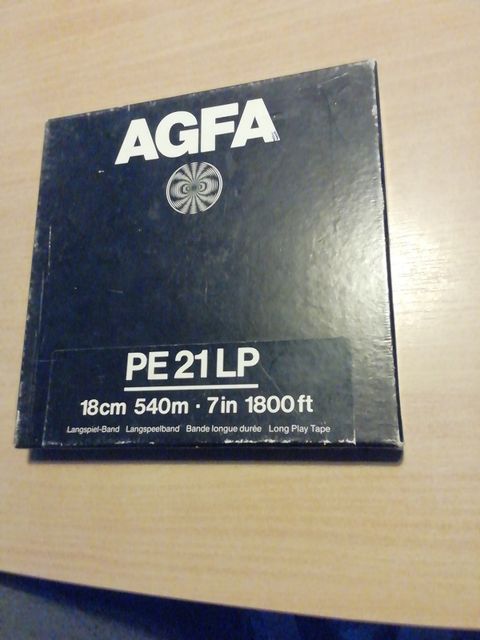 AGFA
PE 21 LP
18cm 540m · 7in 1800ft
Langspiel-Band Langspeelband Bande longue durée Long Play Tape